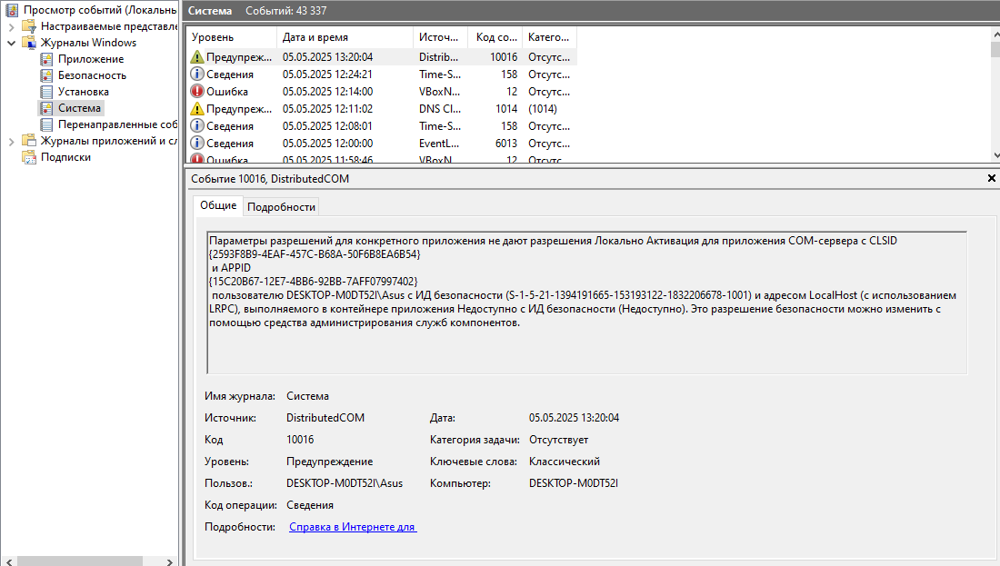 Просмотр событий (Локальнь
Настраиваемые представле
Журналы Windows
Приложение
Безопасность
Установка
Система
Перенаправленные соб
Журналы приложений и сл
Подписки
Система Событий: 43 337
Уровень Дата и время Источ... Код со... Катего...
Предупреж... 05.05.2025 13:20:04 Distrib... 10016 Отсутс...
Сведения 05.05.2025 12:24:21 Time-S... 158 Отсутс...
Ошибка 05.05.2025 12:14:00 VBoxN... 12 Отсутс...
Предупреж... 05.05.2025 12:11:02 DNS Cl... 1014 (1014)
Сведения 05.05.2025 12:08:01 Time-S... 158 Отсутс...
Сведения 05.05.2025 12:00:00 EventL... 6013 Отсутс...
Ошибка 05.05.2025 11:58:46 VBoxN... 12 Отсутс...
Событие 10016, DistributedCOM
Общие Подробности
Параметры разрешений для конкретного приложения не дают разрешения Локально Активация для приложения COM-сервера с CLSID
{2593F8B9-4EAF-457C-B68A-50F6B8EA6B54}
и APPID
{15C20B67-12E7-4BB6-92BB-7AFF07997402}
пользователю DESKTOP-M0DT52I\Asus с ИД безопасности (S-1-5-21-1394191665-153193122-1832206678-1001) и адресом LocalHost (с использованием
LRPC), выполняемого в контейнере приложения Недоступно с ИД безопасности (Недоступно). Это разрешение безопасности можно изменить с
помощью средства администрирования служб компонентов.
Имя журнала: Система
Источник: DistributedCOM Дата: 05.05.2025 13:20:04
Код 10016 Категория задачи: Отсутствует
Уровень: Предупреждение Ключевые слова: Классический
Пользов.: DESKTOP-M0DT52I\Asus Компьютер: DESKTOP-M0DT52I
Код операции: Сведения
Подробности: Справка в Интернете для